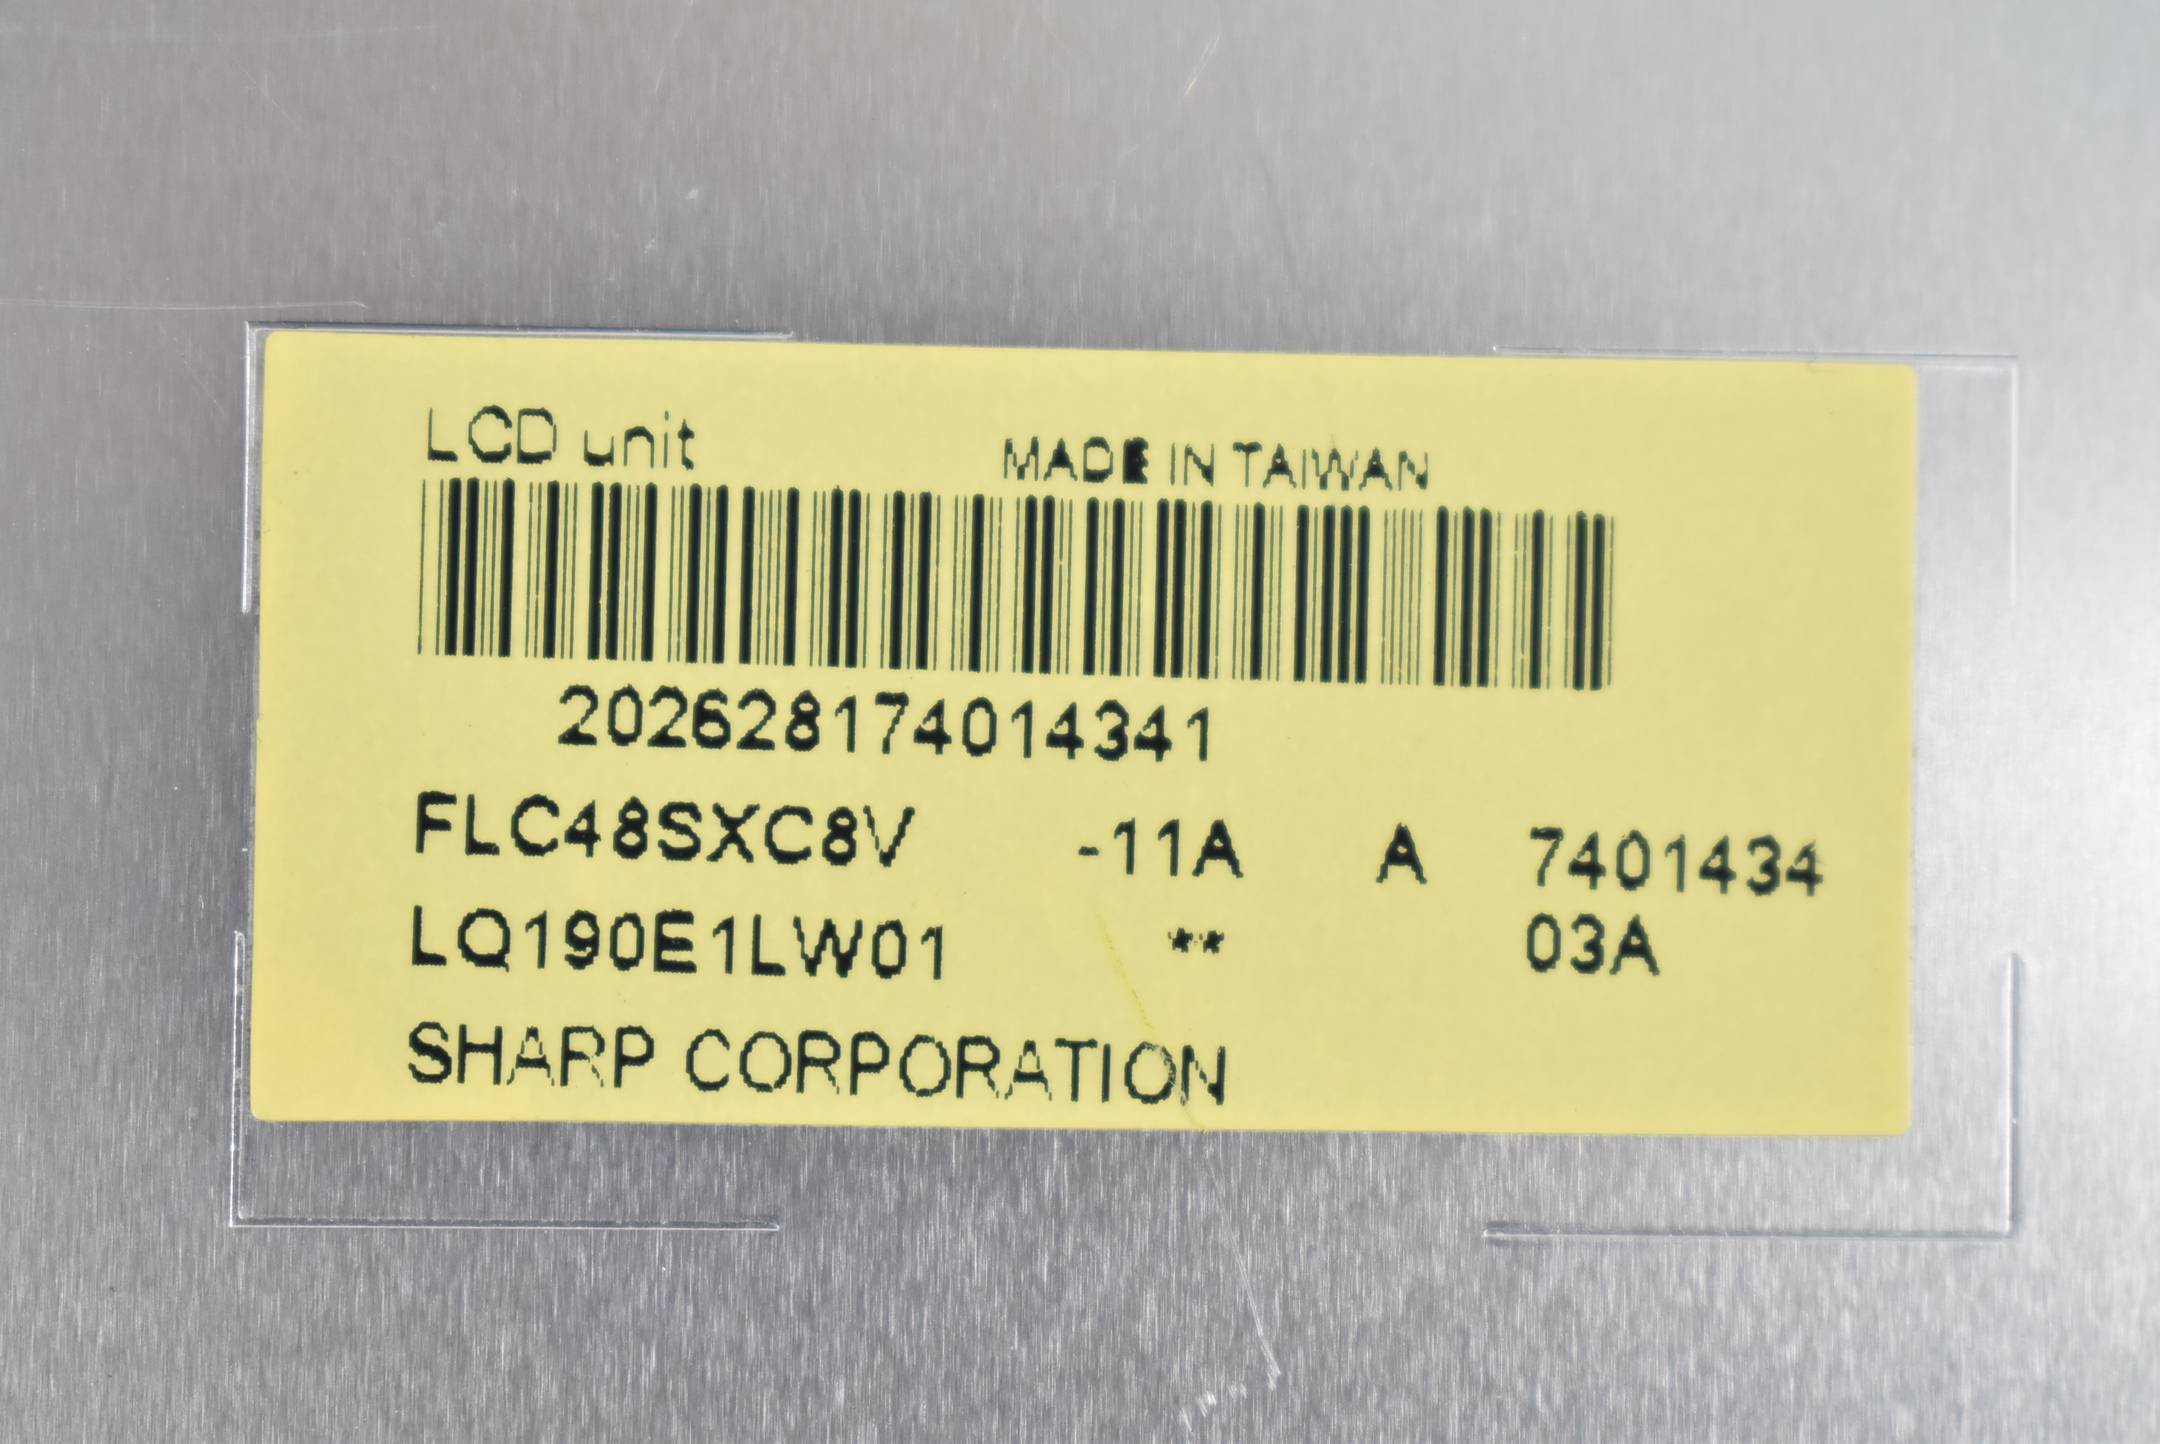 LCD unit MADE IN TAIWAN
202628174014341
FLC48SXC8V -11A A 7401434
LQ190E1LW01 ** 03A
SHARP CORPORATION